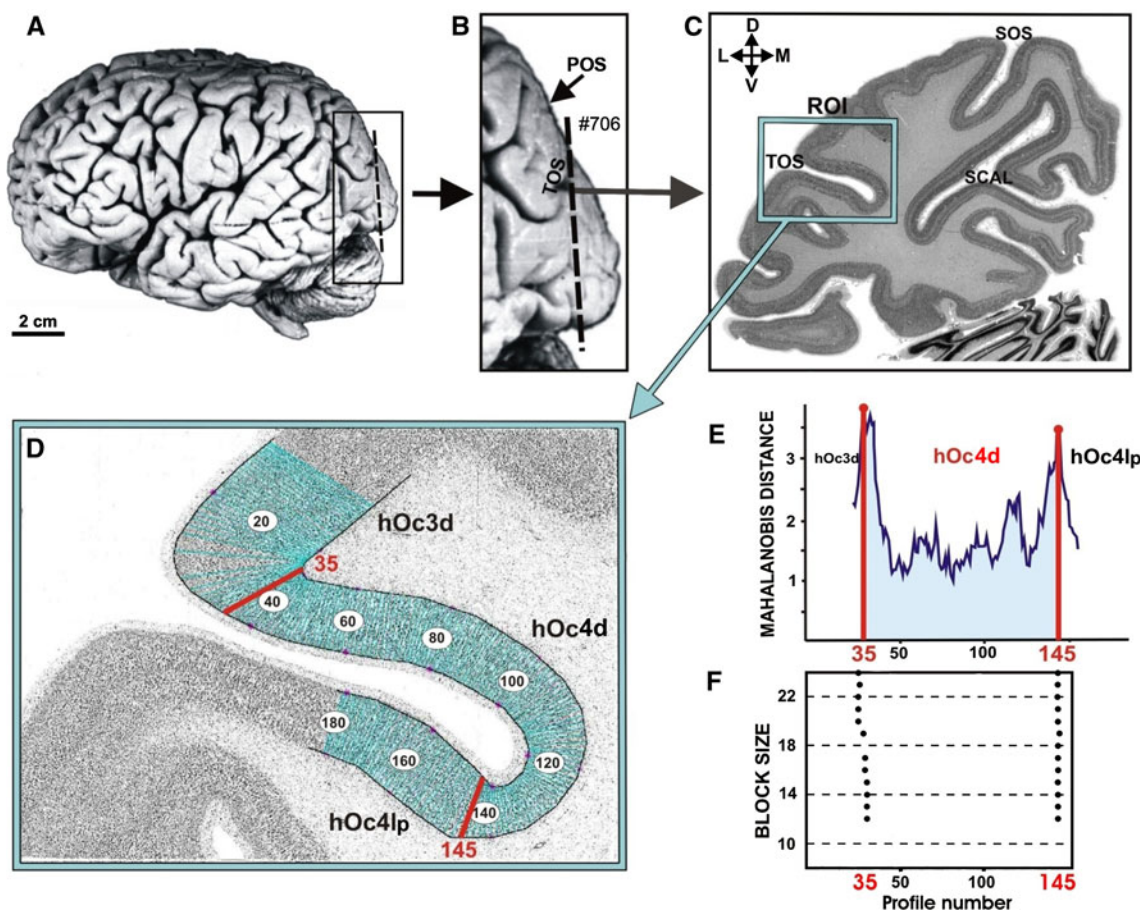 A
2 cm
B
POS
#706
TOS
C
D
L M
V
SOS
ROI
TOS
SCAL
D
20
hOc3d
35
40
60
80
hOc4d
100
180
160
120
140
hOc4lp
145
E
MAHALANOBIS DISTANCE
3
2
1
hOc3d
hOc4d
hOc4lp
35 50 100 145
F
BLOCK SIZE
22
18
14
10
35 50 100 145
Profile number